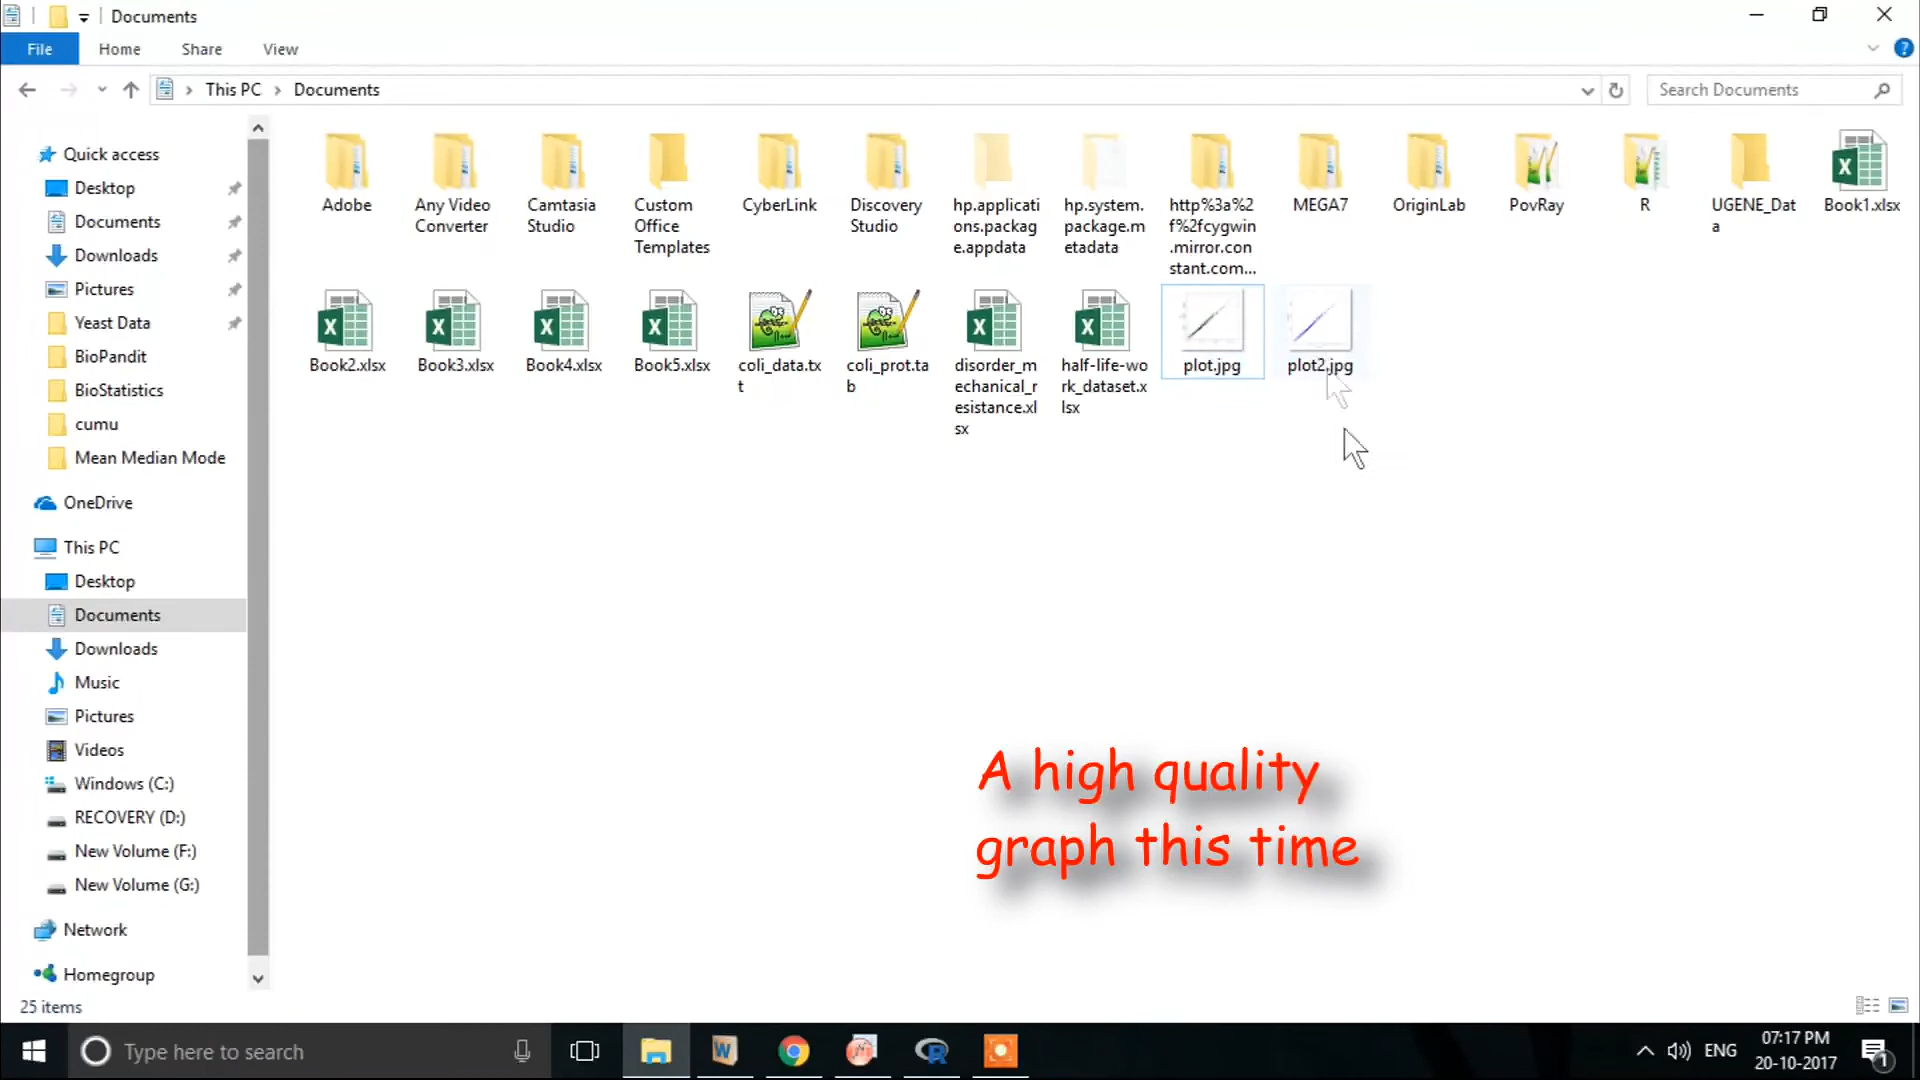 Documents
File
Home
Share
View
This PC
Documents
Search Documents
Quick access
Desktop
Documents
Downloads
Pictures
Yeast Data
BioPandit
BioStatistics
cumu
Mean Median Mode
OneDrive
This PC
Desktop
Documents
Downloads
Music
Pictures
Videos
Windows (C:)
RECOVERY (D:)
New Volume (F:)
New Volume (G:)
Network
Homegroup
25 items
Adobe
Any Video
Converter
Camtasia
Studio
Custom
Office
Templates
CyberLink
Discovery
Studio
hp.applicati
ons.packag
e.appdata
hp.system.
package.m
etadata
http%3a%2
f%2fcygwin
.mirror.con
stant.com...
MEGA7
OriginLab
PovRay
R
UGENE_Dat
a
Book1.xlsx
Book2.xlsx
Book3.xlsx
Book4.xlsx
Book5.xlsx
coli_data.tx
t
coli_prot.ta
b
disorder_m
echanical_r
esistance.xl
sx
half-life-wo
rk_dataset.x
lsx
plot.jpg
plot2.jpg
A high quality
graph this time
Type here to search
ENG
07:17 PM
20-10-2017
1